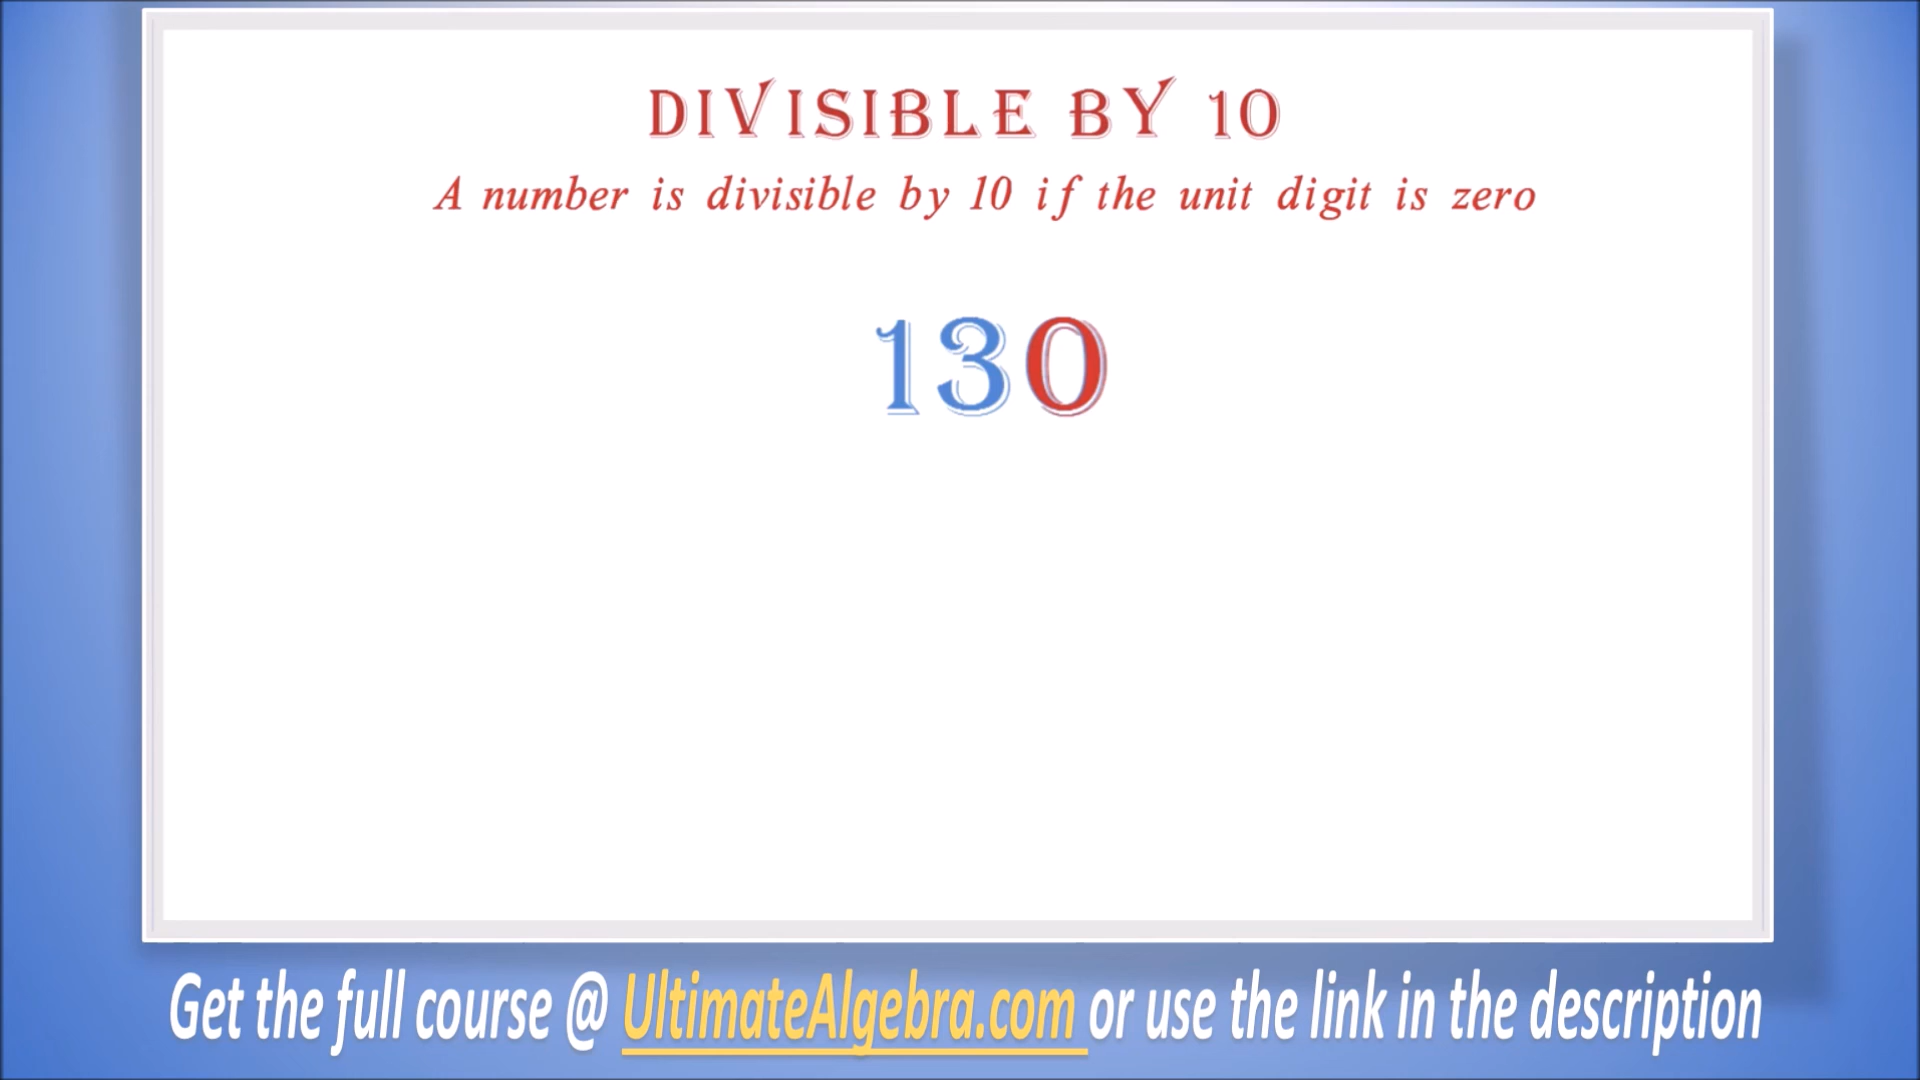 DIVISIBLE BY 10
A number is divisible by 10 if the unit digit is zero
130
Get the full course @ UltimateAlgebra.com or use the link in the description